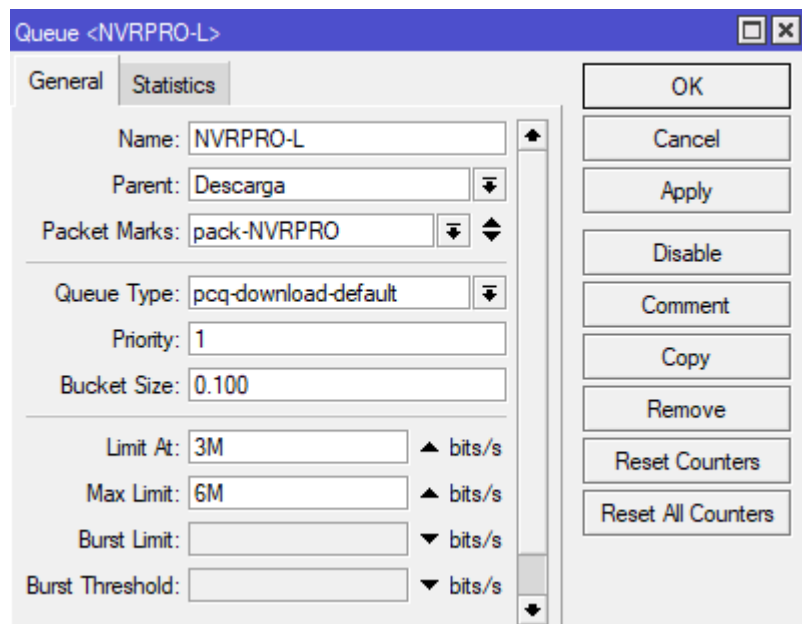 Queue <NVRPRO-L>
General Statistics
Name: NVRPRO-L
Parent: Descarga
Packet Marks: pack-NVRPRO
Queue Type: pcq-download-default
Priority: 1
Bucket Size: 0.100
Limit At: 3M bits/s
Max Limit: 6M bits/s
Burst Limit: bits/s
Burst Threshold: bits/s
OK
Cancel
Apply
Disable
Comment
Copy
Remove
Reset Counters
Reset All Counters